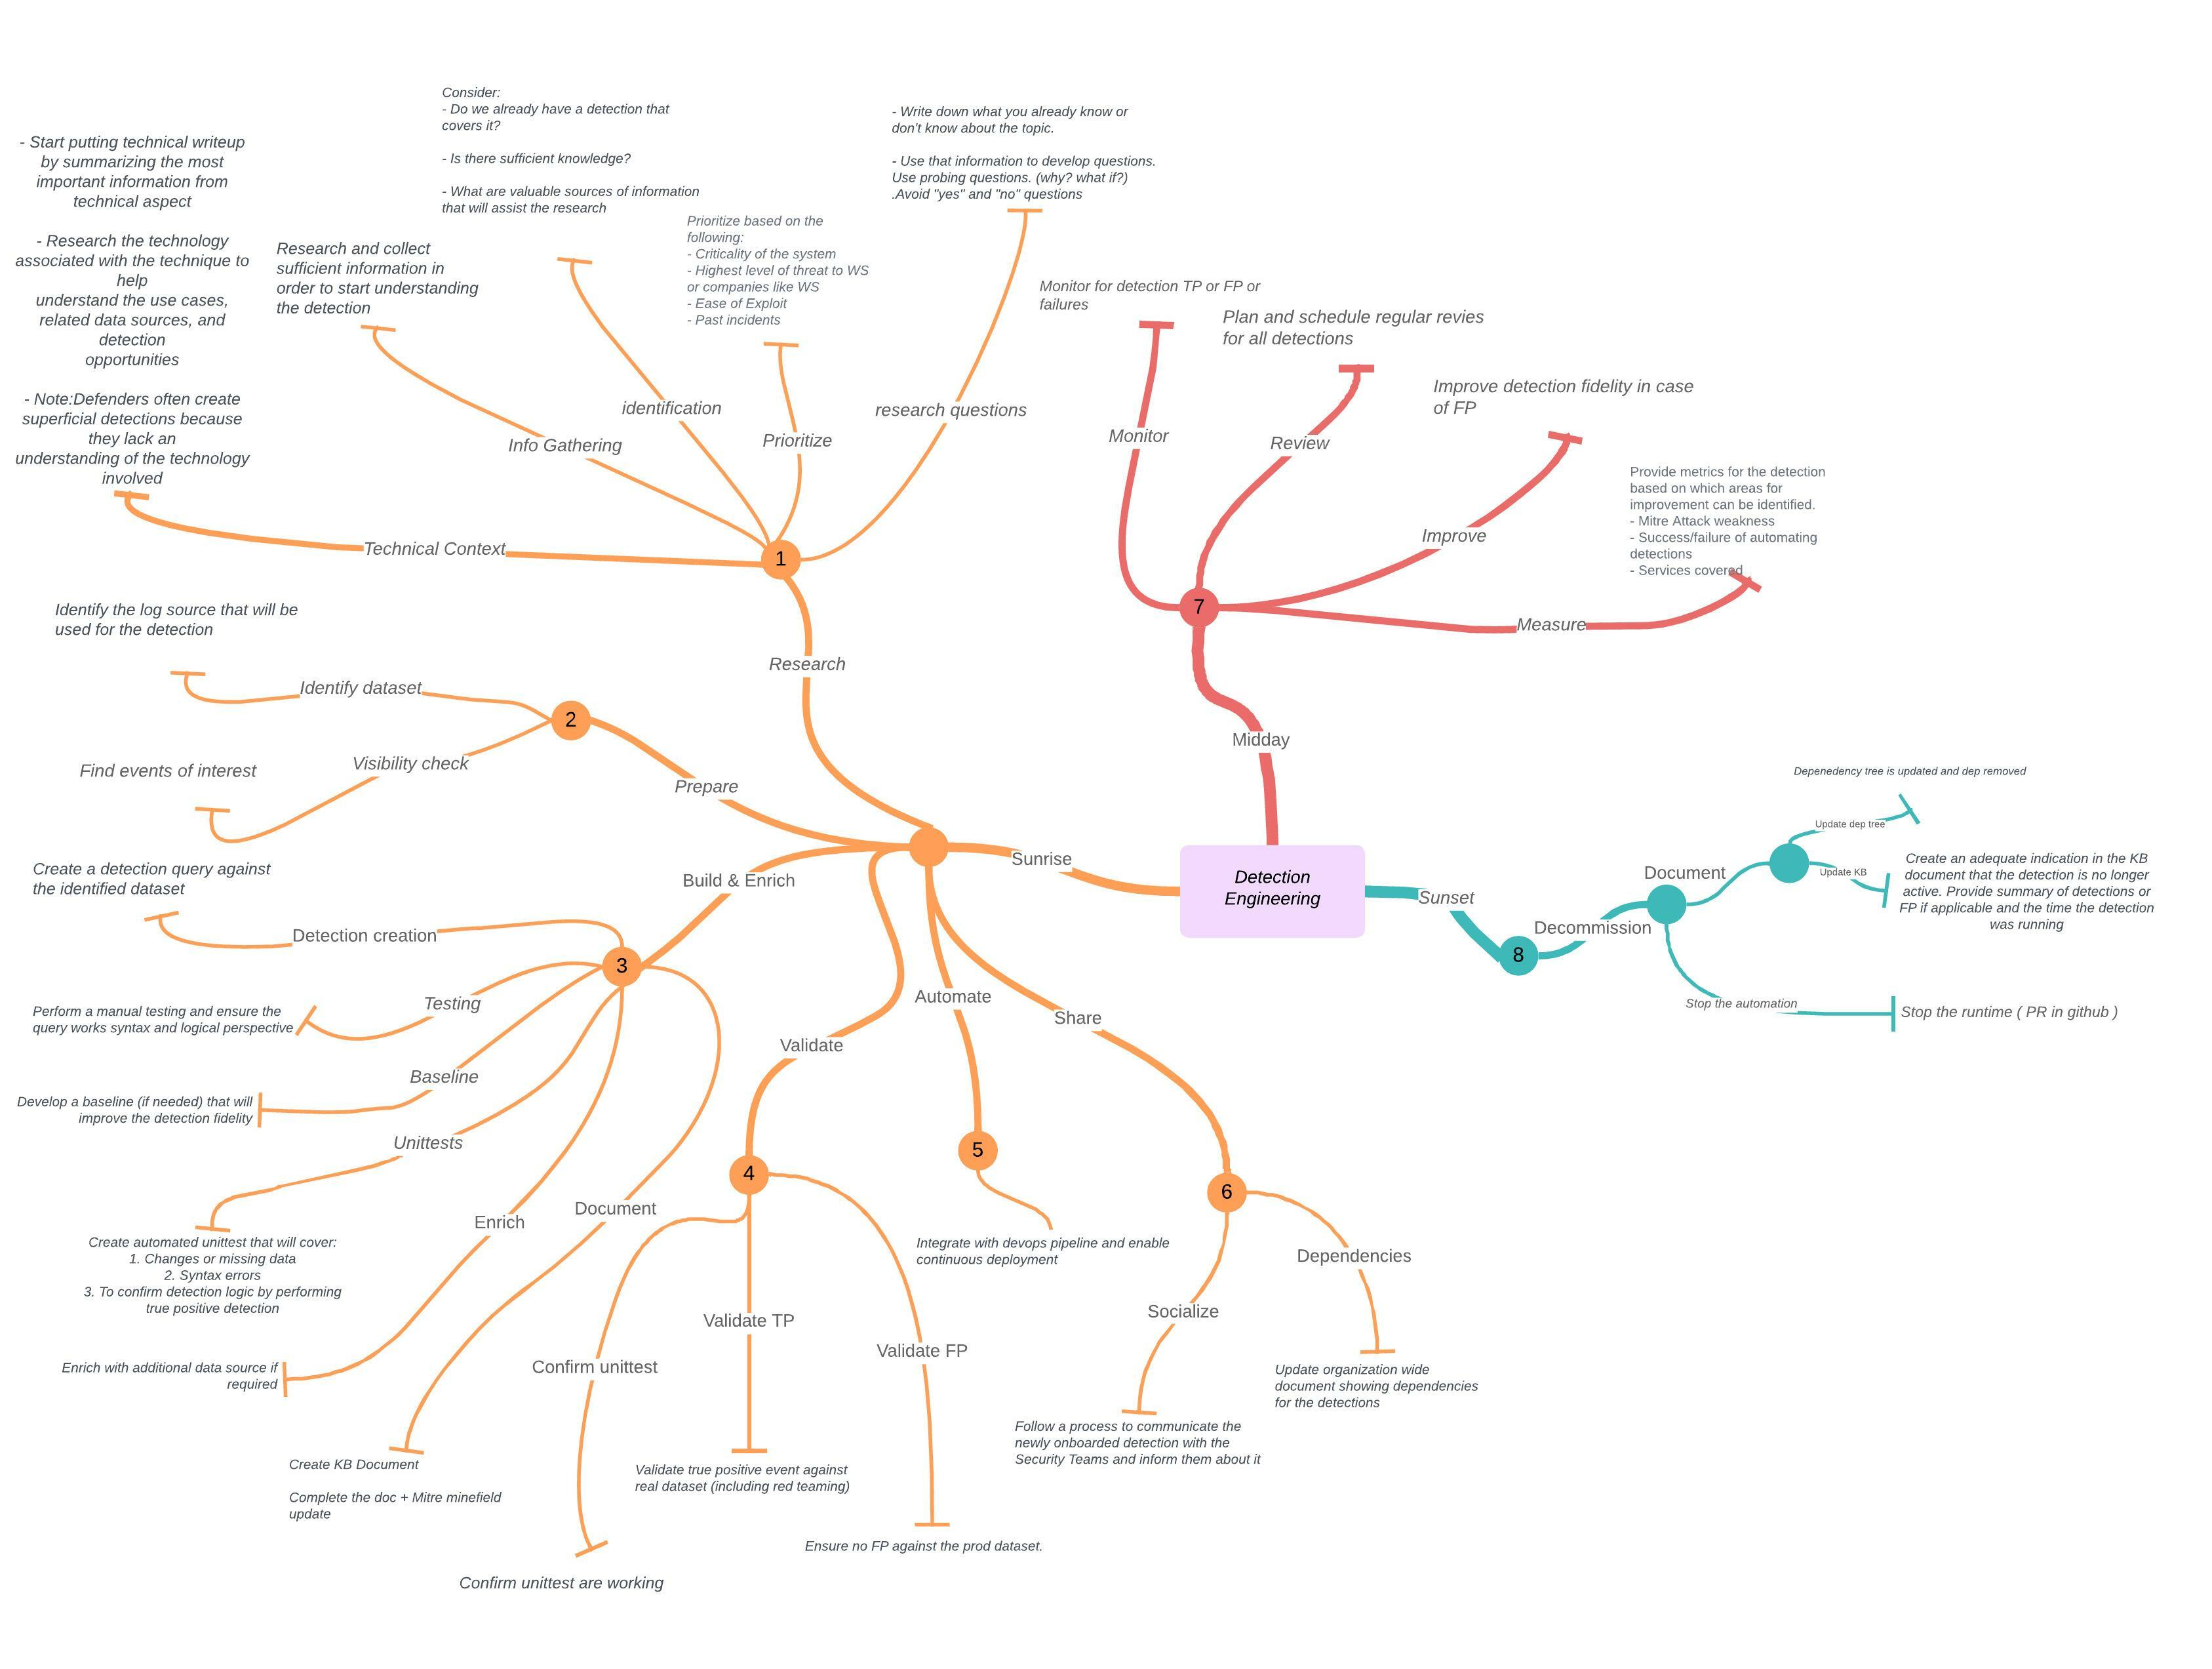 Consider:
- Do we already have a detection that
covers it?
- Is there sufficient knowledge?
- What are valuable sources of information
that will assist the research
- Write down what you already know or
don't know about the topic.
- Use that information to develop questions.
Use probing questions. (why? what if?)
.Avoid "yes" and "no" questions
- Start putting technical writeup
by summarizing the most
important information from
technical aspect
- Research the technology
associated with the technique to
help
understand the use cases,
related data sources, and
detection
opportunities
- Note:Defenders often create
superficial detections because
they lack an
understanding of the technology
involved
Research and collect
sufficient information in
order to start understanding
the detection
Prioritize based on the
following:
- Criticality of the system
- Highest level of threat to WS
or companies like WS
- Ease of Exploit
- Past incidents
identification
research questions
Info Gathering
Prioritize
Technical Context
1
Research
Monitor for detection TP or FP or
failures
Plan and schedule regular revies
for all detections
Improve detection fidelity in case
of FP
Provide metrics for the detection
based on which areas for
improvement can be identified.
- Mitre Attack weakness
- Success/failure of automating
detections
- Services covered
Monitor
Review
Improve
Measure
7
Midday
Identify the log source that will be
used for the detection
Identify dataset
2
Visibility check
Find events of interest
Prepare
Sunrise
Detection
Engineering
Sunset
8
Decommission
Document
Depenedency tree is updated and dep removed
Update dep tree
Update KB
Create an adequate indication in the KB
document that the detection is no longer
active. Provide summary of detections or
FP if applicable and the time the detection
was running
Stop the automation
Stop the runtime ( PR in github )
Build & Enrich
Create a detection query against
the identified dataset
Detection creation
3
Testing
Perform a manual testing and ensure the
query works syntax and logical perspective
Baseline
Develop a baseline (if needed) that will
improve the detection fidelity
Unittests
Create automated unittest that will cover:
1. Changes or missing data
2. Syntax errors
3. To confirm detection logic by performing
true positive detection
Enrich
Enrich with additional data source if
required
Document
Create KB Document
Complete the doc + Mitre minefield
update
Validate
4
Confirm unittest
Confirm unittest are working
Validate TP
Validate true positive event against
real dataset (including red teaming)
Validate FP
Ensure no FP against the prod dataset.
Automate
5
Integrate with devops pipeline and enable
continuous deployment
Share
6
Socialize
Follow a process to communicate the
newly onboarded detection with the
Security Teams and inform them about it
Dependencies
Update organization wide
document showing dependencies
for the detections